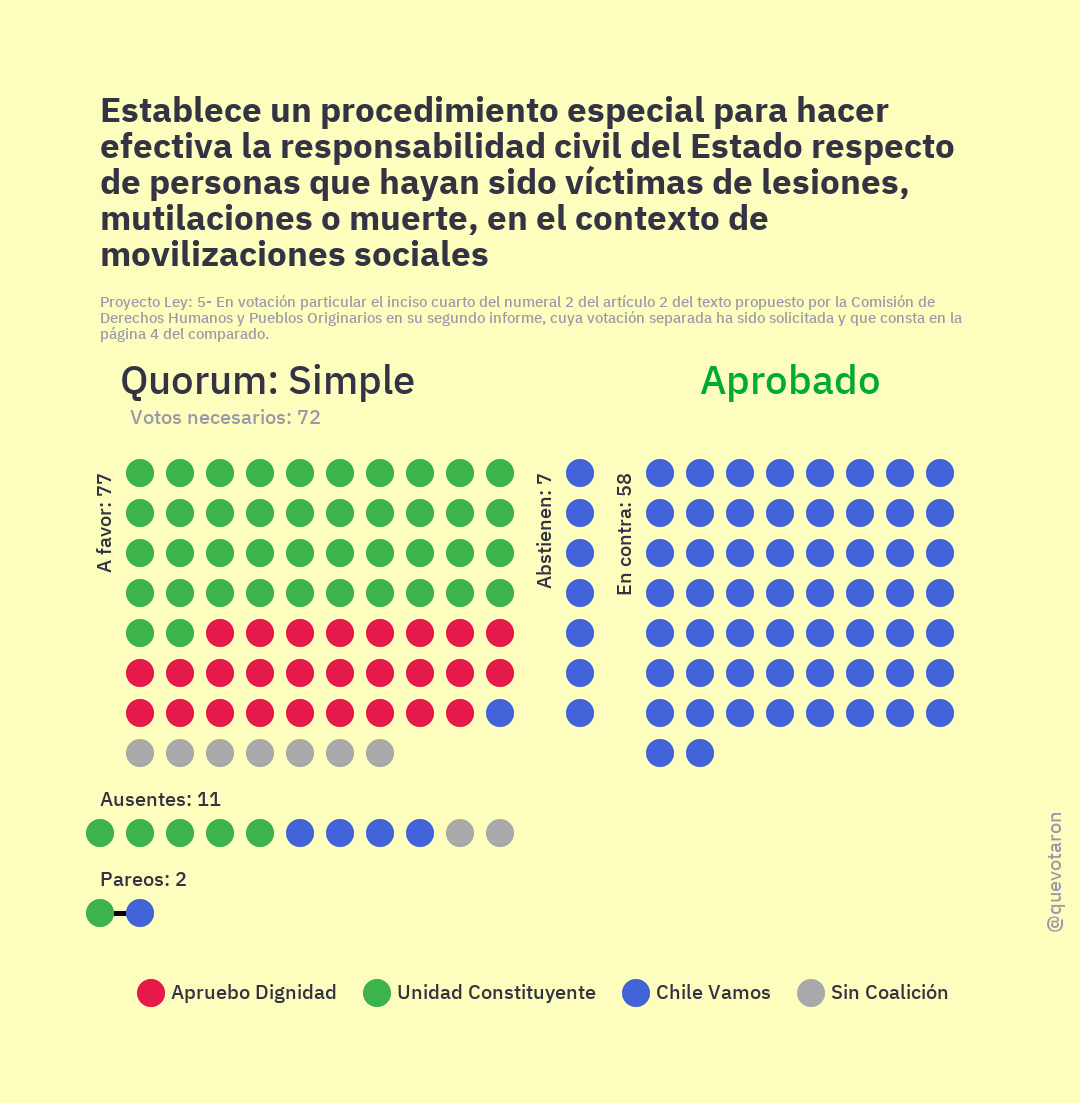 Establece un procedimiento especial para hacer
efectiva la responsabilidad civil del Estado respecto
de personas que hayan sido víctimas de lesiones,
mutilaciones o muerte, en el contexto de
movilizaciones sociales
Proyecto Ley: 5- En votación particular el inciso cuarto del numeral 2 del artículo 2 del texto propuesto por la Comisión de
Derechos Humanos y Pueblos Originarios en su segundo informe, cuya votación separada ha sido solicitada y que consta en la
página 4 del comparado.
Quorum: Simple
Aprobado
Votos necesarios: 72
A favor: 77
Abstienen: 7
En contra: 58
Ausentes: 11
Pareos: 2
@quevotaron
Apruebo Dignidad
Unidad Constituyente
Chile Vamos
Sin Coalición